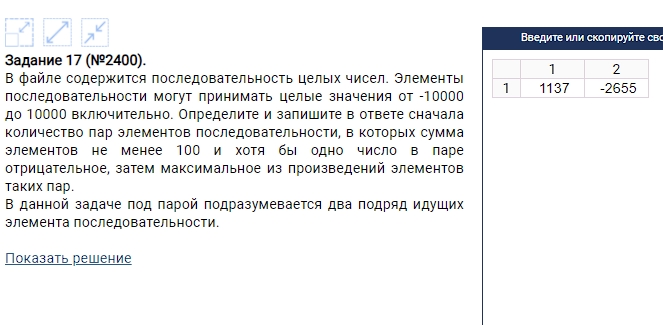 Задание 17 (№2400).
В файле содержится последовательность целых чисел. Элементы
последовательности могут принимать целые значения от -10000
до 10000 включительно. Определите и запишите в ответе сначала
количество пар элементов последовательности, в которых сумма
элементов не менее 100 и хотя бы одно число в паре
отрицательное, затем максимальное из произведений элементов
таких пар.
В данной задаче под парой подразумевается два подряд идущих
элемента последовательности.
Показать решение
Введите или скопируйте сво
1 2
1 1137 -2655